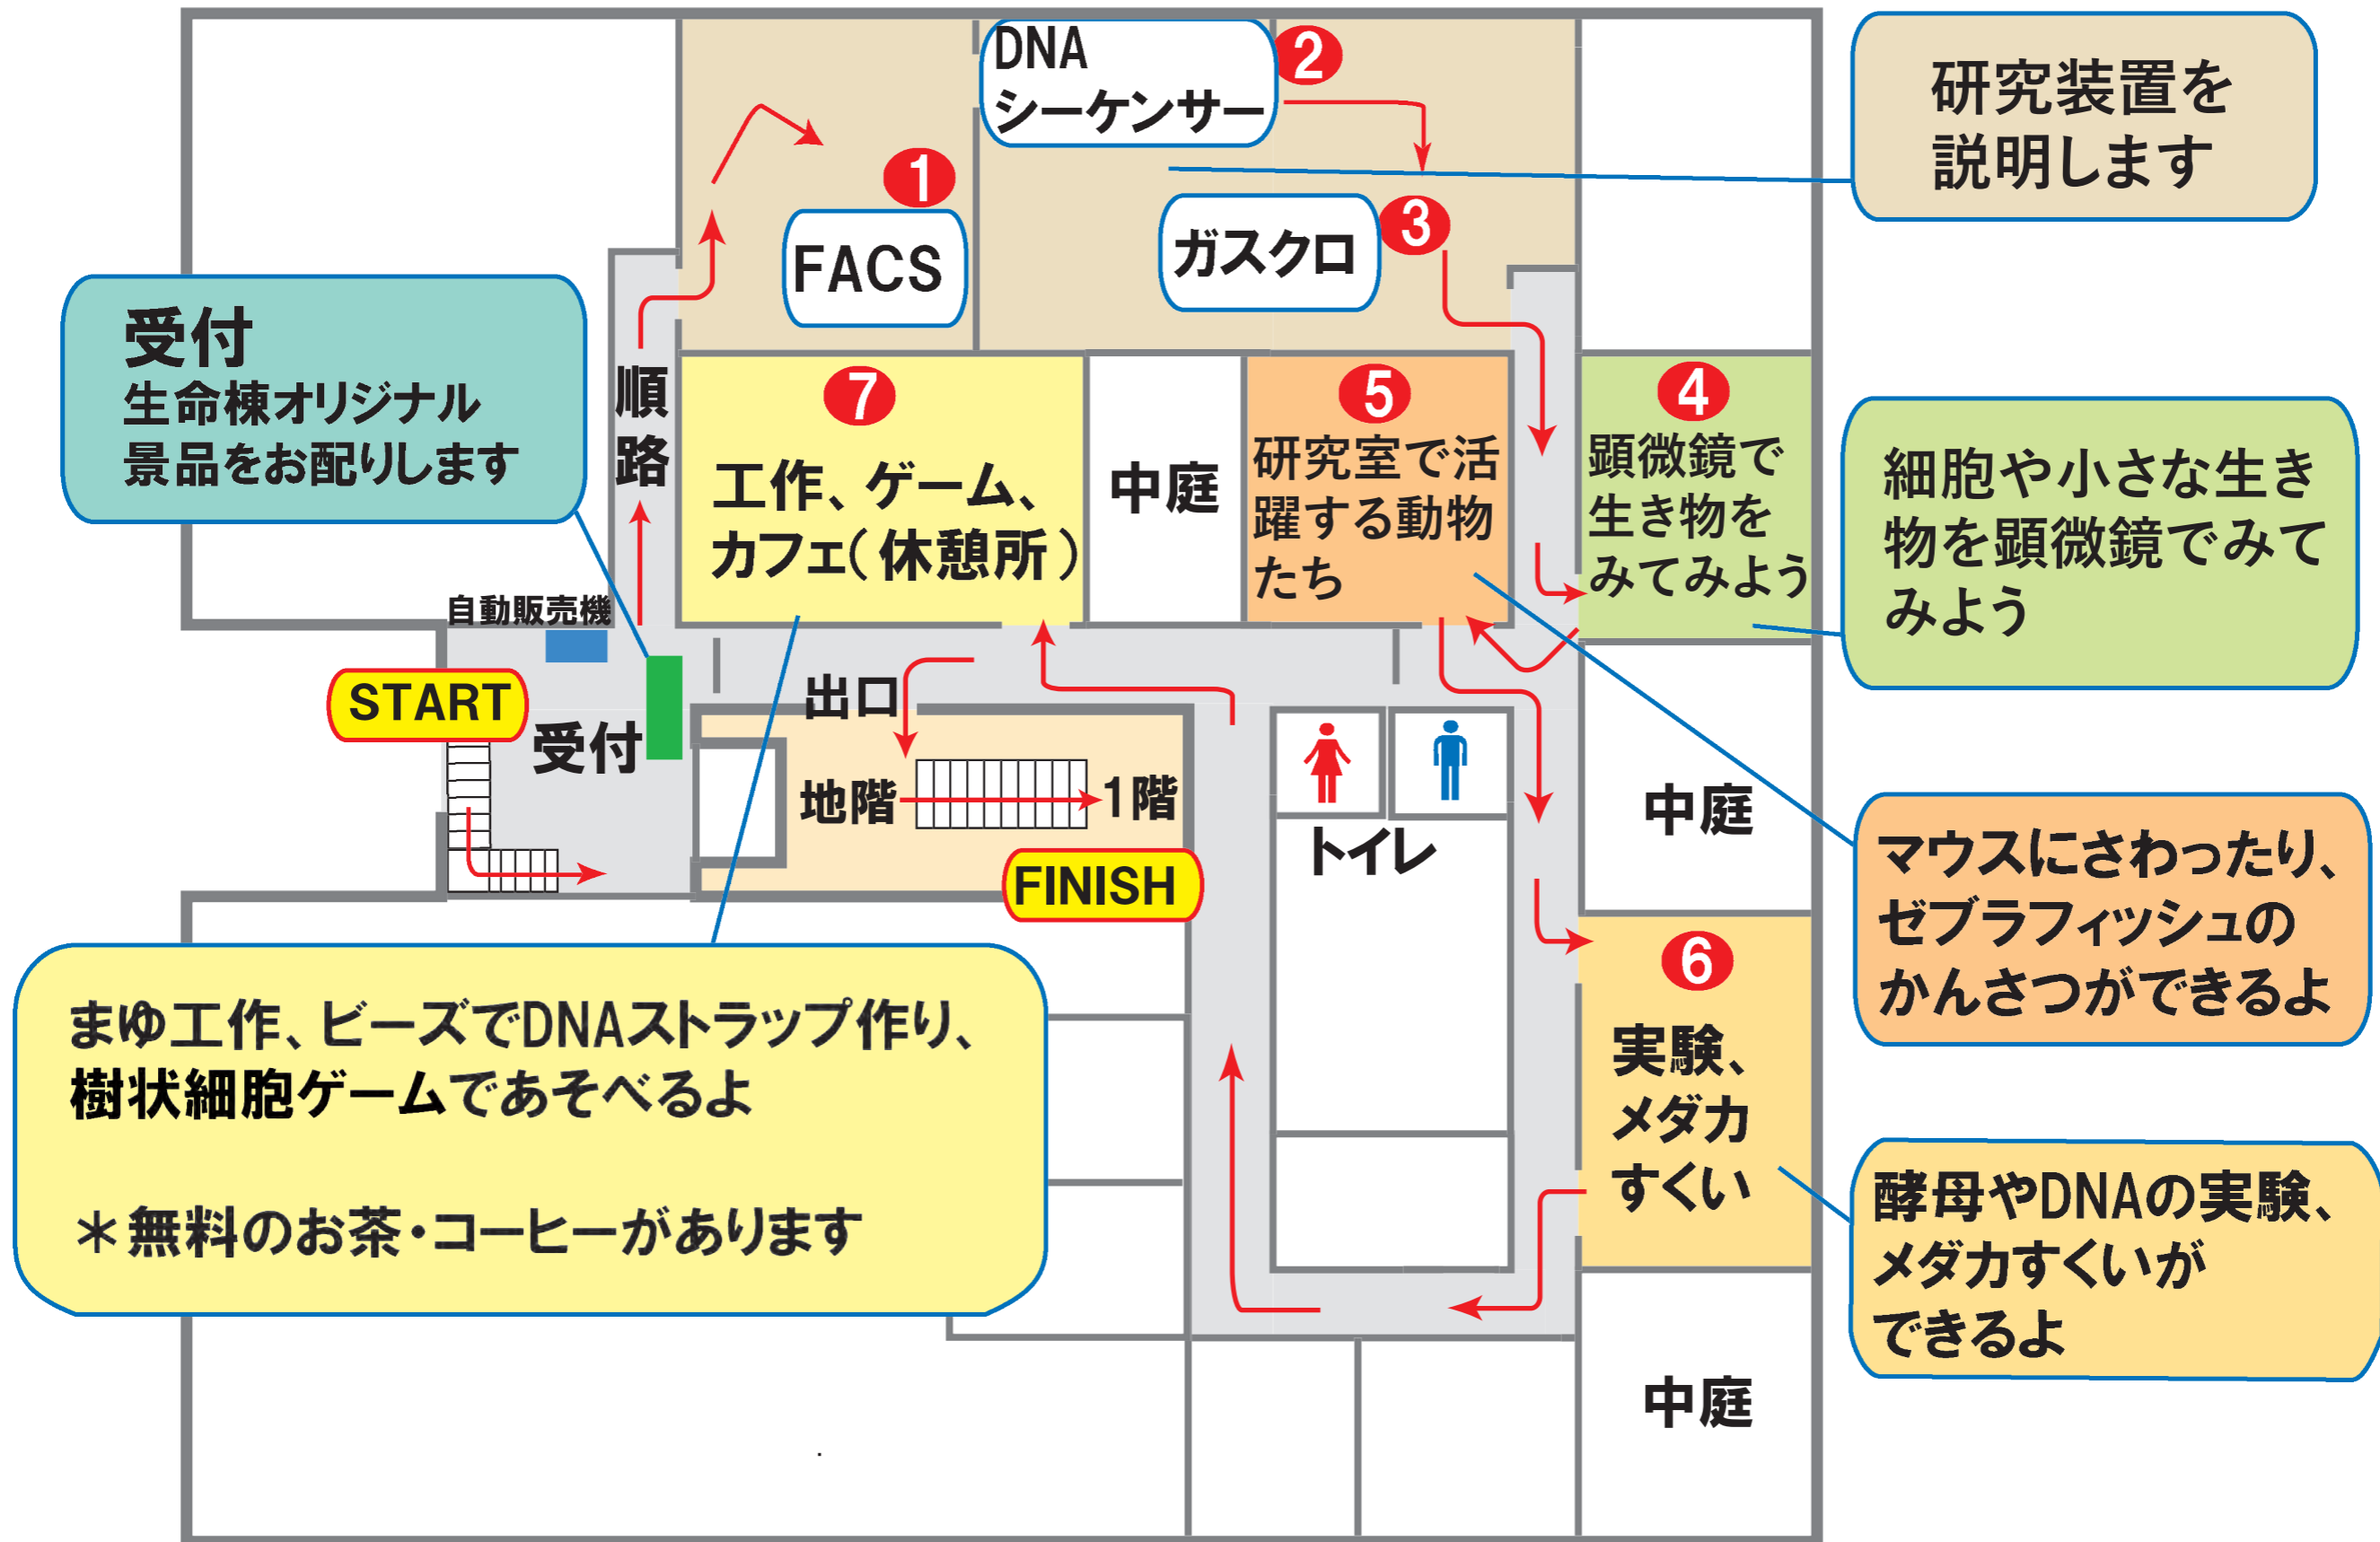 DNA
シーケンサー
2
研究装置を
説明します
1
FACS
ガスクロ
3
受付
生命棟オリジナル
景品をお配りします
順
路
7
工作、ゲーム、
カフェ(休憩所)
中庭
5
研究室で活
躍する動物
たち
4
顕微鏡で
生き物を
みてみよう
細胞や小さな生き
物を顕微鏡でみて
みよう
自動販売機
START
受付
出口
地階
1階
FINISH
トイレ
中庭
マウスにさわったり、
ゼブラフィッシュの
かんさつができるよ
6
実験、
メダカ
すくい
まゆ工作、ビーズでDNAストラップ作り、
樹状細胞ゲームであそべるよ
＊無料のお茶・コーヒーがあります
酵母やDNAの実験、
メダカすくいが
できるよ
中庭